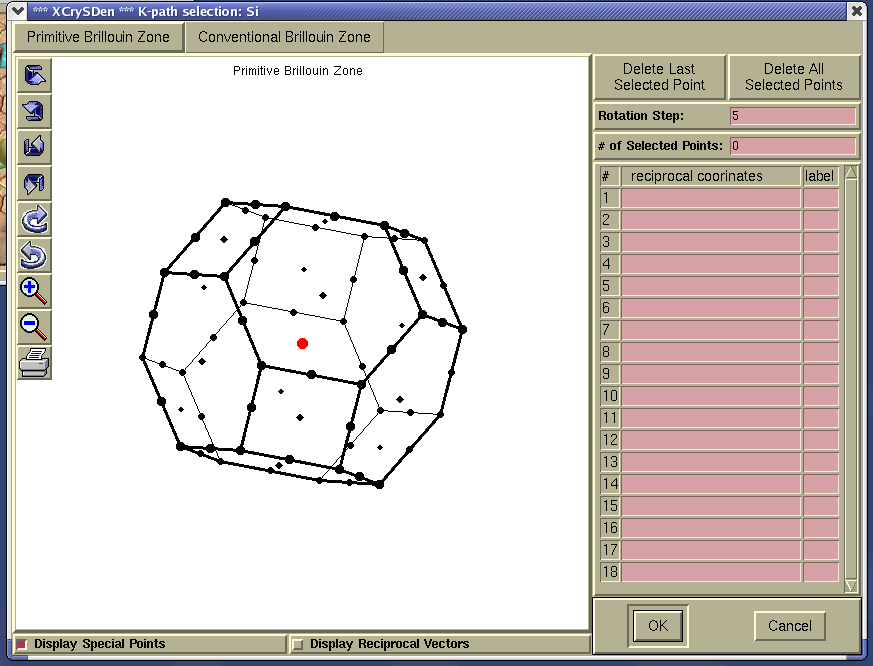 *** XCrySDen *** K-path selection: Si
Primitive Brillouin Zone
Conventional Brillouin Zone
Primitive Brillouin Zone
Delete Last
Selected Point
Delete All
Selected Points
Rotation Step:
5
# of Selected Points:
0
# reciprocal coorinates label
1
2
3
4
5
6
7
8
9
10
11
12
13
14
15
16
17
18
OK
Cancel
Display Special Points
Display Reciprocal Vectors